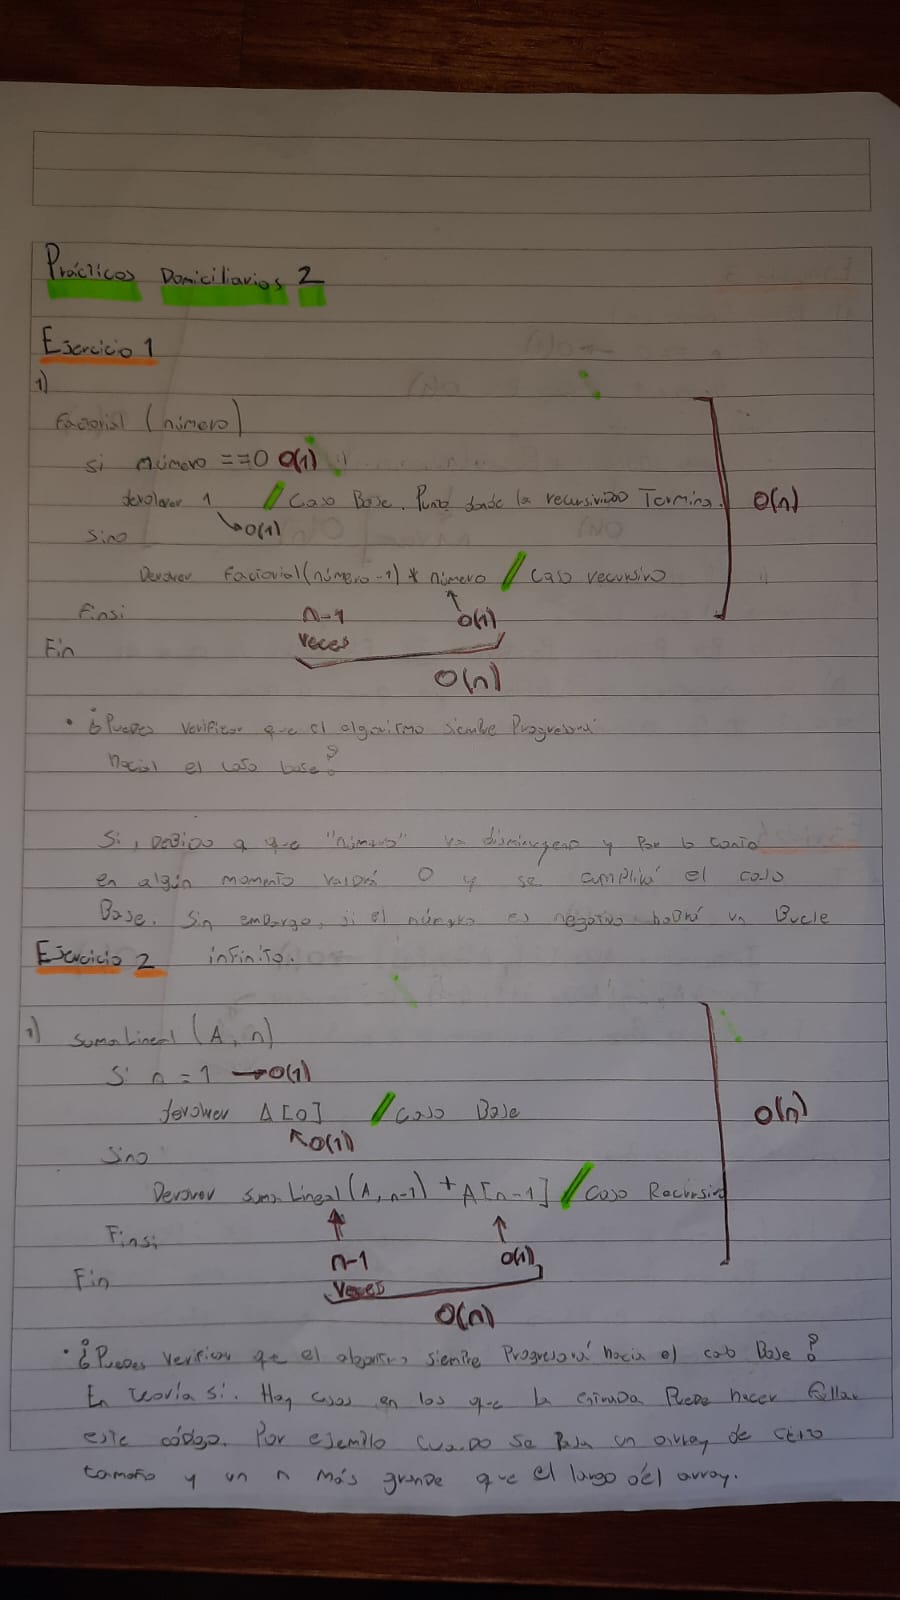 Prácticos Domiciliarios 2
Ejercicio 1
1)
Factorial (número)
si número ==0 O(1)
devolver 1 // Caso Base. Punto donde la recursividad Termina.
O(n)
O(1)
Sino
Devolver Factorial(número-1) * número // Caso recursivo
Finsi
n-1 veces
O(1)
Fin
O(n)
• ¿Puedes verificar que el algoritmo siempre Progresará
hacia el caso base?
Si, DEBIDO a que "número" va disminuyendo y Por lo tanto
en algún momento valdrá 0 y se cumplirá el caso
Base. Sin embargo, si el número es negativo habrá un Bucle
infinito.
Ejercicio 2
1) sumaLineal (A, n)
Si n = 1 → O(1)
devolver A[0] // Caso Base
O(n)
O(1)
Sino
Devolver sumaLineal(A, n-1) + A[n-1] // Caso Recursivo
Finsi
n-1 veces
O(1)
Fin
O(n)
• ¿Puedes verificar que el algoritmo siempre Progresará hacia el caso Base?
En teoría si. Hay casos en los que la entrada Puede hacer fallar
este código. Por ejemplo cuando se pasa un array de cierto
tamaño y un n más grande que el largo del array.